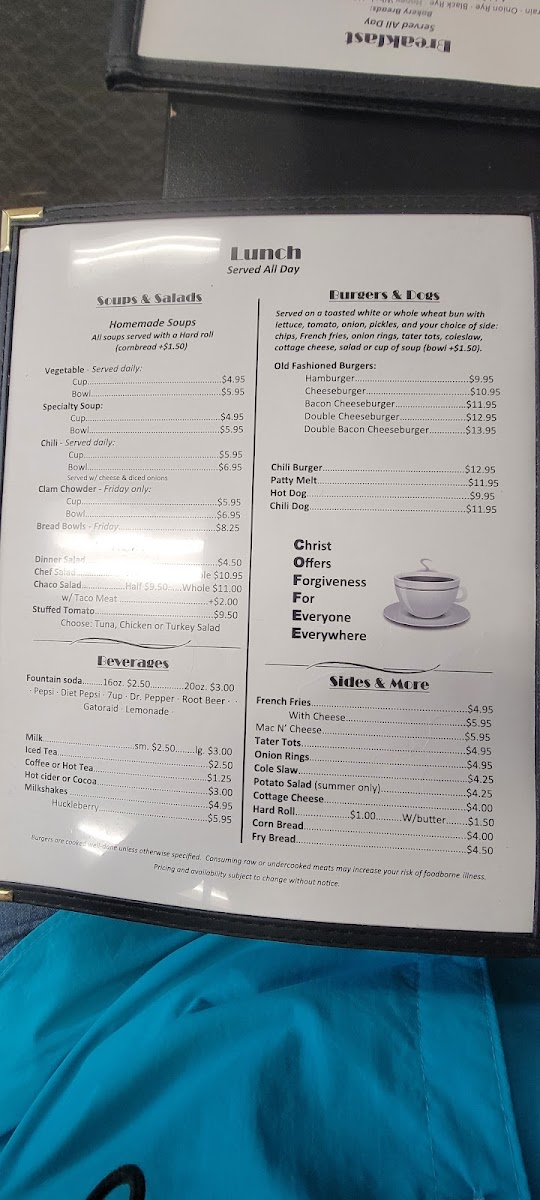 Breakfast
Served All Day
Bakery Breads:
Onion Rye · Black Rye
Lunch
Served All Day
Soups & Salads
Homemade Soups
All soups served with a Hard roll
(cornbread +$1.50)
Vegetable - Served daily:
Cup $4.95
Bowl $5.95
Specialty Soup:
Cup $4.95
Bowl $5.95
Chili - Served daily:
Cup $5.95
Bowl $6.95
Served w/ cheese & diced onions
Clam Chowder - Friday only:
Cup $5.95
Bowl $6.95
Bread Bowls - Friday $8.25
Dinner Salad $4.50
Chef Salad $10.95
Chaco Salad Half $9.50 Whole $11.00
w/ Taco Meat +$2.00
Stuffed Tomato $9.50
Choose: Tuna, Chicken or Turkey Salad
Beverages
Fountain soda 16oz. $2.50 20oz. $3.00
· Pepsi · Diet Pepsi · 7up · Dr. Pepper · Root Beer ·
Gatoraid · Lemonade ·
Milk sm. $2.50 lg. $3.00
Iced Tea $2.50
Coffee or Hot Tea $1.25
Hot cider or Cocoa $3.00
Milkshakes $4.95
Huckleberry $5.95
Burgers & Dogs
Served on a toasted white or whole wheat bun with
lettuce, tomato, onion, pickles, and your choice of side:
chips, French fries, onion rings, tater tots, coleslaw,
cottage cheese, salad or cup of soup (bowl +$1.50).
Old Fashioned Burgers:
Hamburger $9.95
Cheeseburger $10.95
Bacon Cheeseburger $11.95
Double Cheeseburger $12.95
Double Bacon Cheeseburger $13.95
Chili Burger $12.95
Patty Melt $11.95
Hot Dog $9.95
Chili Dog $11.95
Christ
Offers
Forgiveness
For
Everyone
Everywhere
Sides & More
French Fries $4.95
With Cheese $5.95
Mac N' Cheese $5.95
Tater Tots $4.95
Onion Rings $4.95
Cole Slaw $4.25
Potato Salad (summer only) $4.25
Cottage Cheese $4.00
Hard Roll $1.00 W/butter $1.50
Corn Bread $4.00
Fry Bread $4.50
Burgers are cooked well-done unless otherwise specified. Consuming raw or undercooked meats may increase your risk of foodborne illness.
Pricing and availability subject to change without notice.